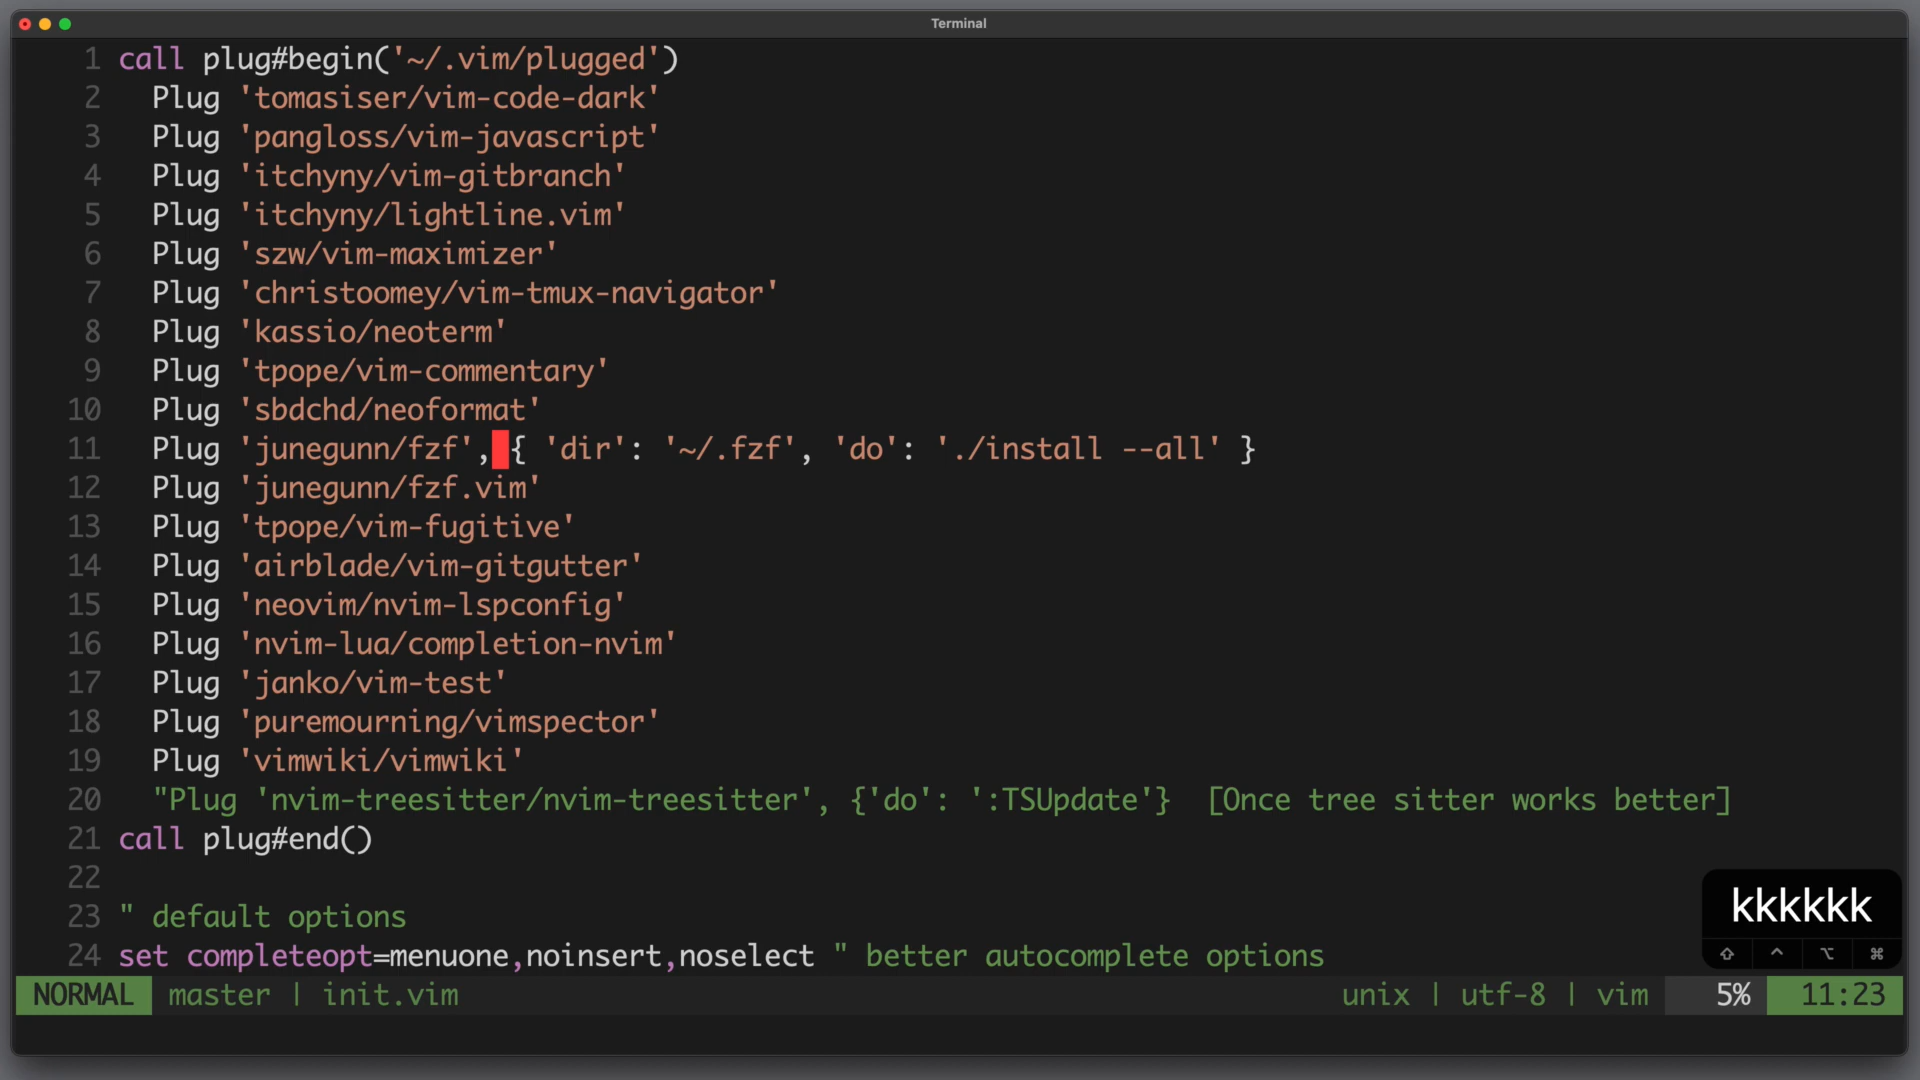 Terminal
1 call plug#begin('~/.vim/plugged')
2   Plug 'tomasiser/vim-code-dark'
3   Plug 'pangloss/vim-javascript'
4   Plug 'itchyny/vim-gitbranch'
5   Plug 'itchyny/lightline.vim'
6   Plug 'szw/vim-maximizer'
7   Plug 'christoomey/vim-tmux-navigator'
8   Plug 'kassio/neoterm'
9   Plug 'tpope/vim-commentary'
10   Plug 'sbdchd/neoformat'
11   Plug 'junegunn/fzf', { 'dir': '~/.fzf', 'do': './install --all' }
12   Plug 'junegunn/fzf.vim'
13   Plug 'tpope/vim-fugitive'
14   Plug 'airblade/vim-gitgutter'
15   Plug 'neovim/nvim-lspconfig'
16   Plug 'nvim-lua/completion-nvim'
17   Plug 'janko/vim-test'
18   Plug 'puremourning/vimspector'
19   Plug 'vimwiki/vimwiki'
20   "Plug 'nvim-treesitter/nvim-treesitter', {'do': ':TSUpdate'}  [Once tree sitter works better]
21 call plug#end()
22
23 " default options
24 set completeopt=menuone,noinsert,noselect " better autocomplete options
kkkkkk
⇧ ^ ⌥ ⌘
NORMAL master | init.vim unix | utf-8 | vim 5% 11:23